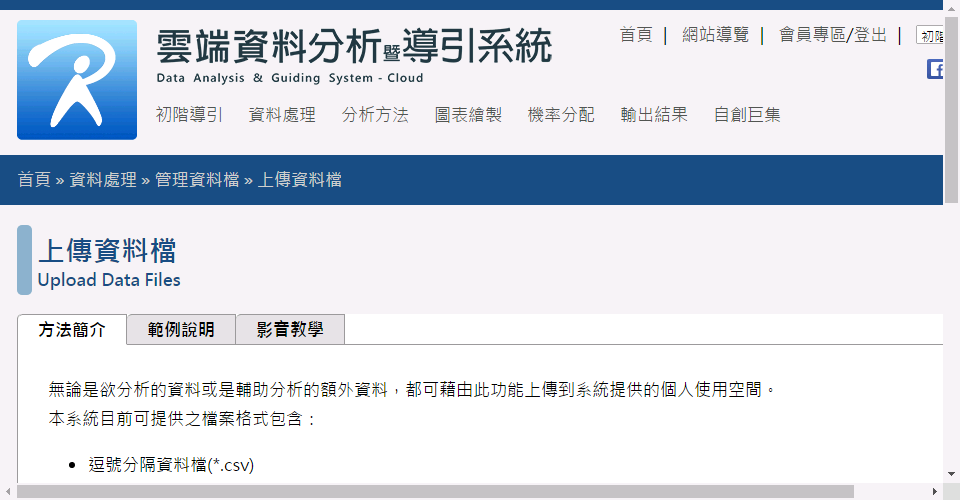 雲端資料分析暨導引系統
Data Analysis & Guiding System - Cloud
首頁 | 網站導覽 | 會員專區/登出 |
初階導引 資料處理 分析方法 圖表繪製 機率分配 輸出結果 自創巨集
首頁 » 資料處理 » 管理資料檔 » 上傳資料檔
上傳資料檔
Upload Data Files
方法簡介 範例說明 影音教學
無論是欲分析的資料或是輔助分析的額外資料，都可藉由此功能上傳到系統提供的個人使用空間。
本系統目前可提供之檔案格式包含：
• 逗號分隔資料檔(*.csv)